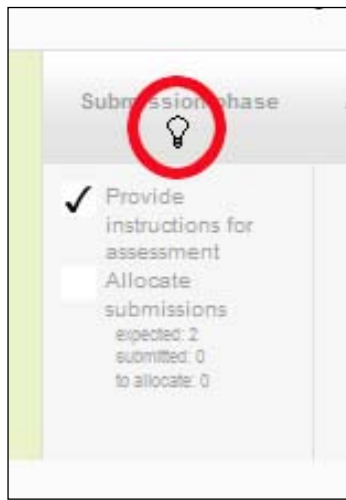 Submission phase
Provide
instructions for
assessment
Allocate
submissions
expected: 2
submitted: 0
to allocate: 0